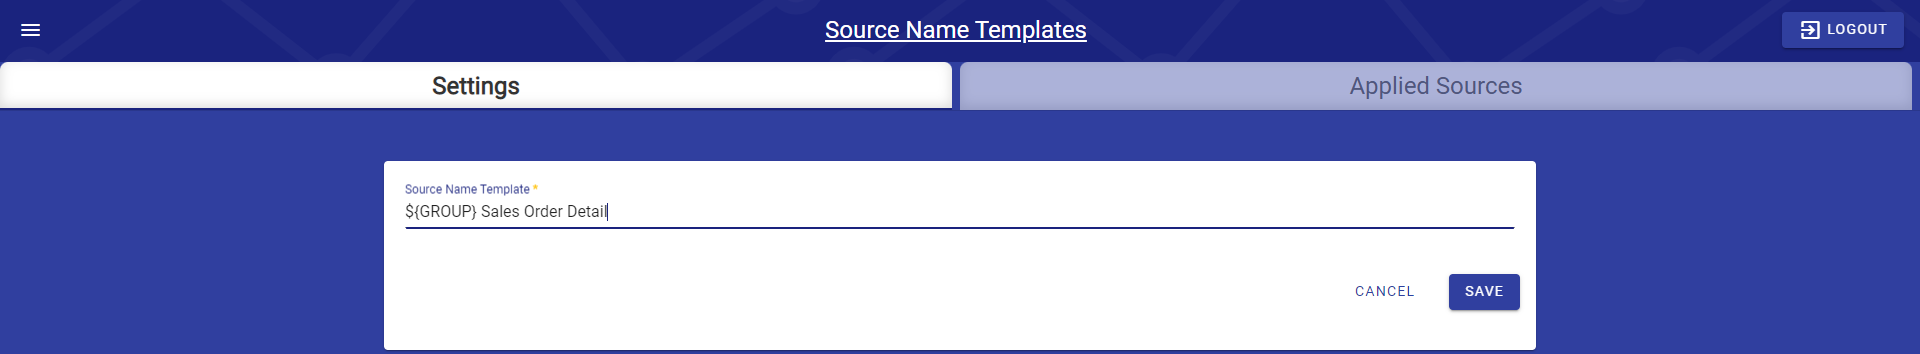 Source Name Templates
LOGOUT
Settings
Applied Sources
Source Name Template *
${GROUP} Sales Order Detail
CANCEL
SAVE